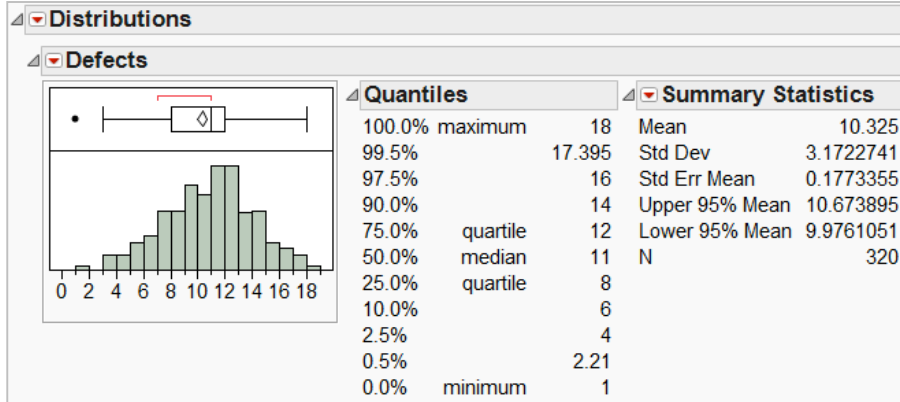 Distributions
Defects
Quantiles
100.0% maximum 18
99.5% 17.395
97.5% 16
90.0% 14
75.0% quartile 12
50.0% median 11
25.0% quartile 8
10.0% 6
2.5% 4
0.5% 2.21
0.0% minimum 1
Summary Statistics
Mean 10.325
Std Dev 3.1722741
Std Err Mean 0.1773355
Upper 95% Mean 10.673895
Lower 95% Mean 9.9761051
N 320
0 2 4 6 8 10 12 14 16 18